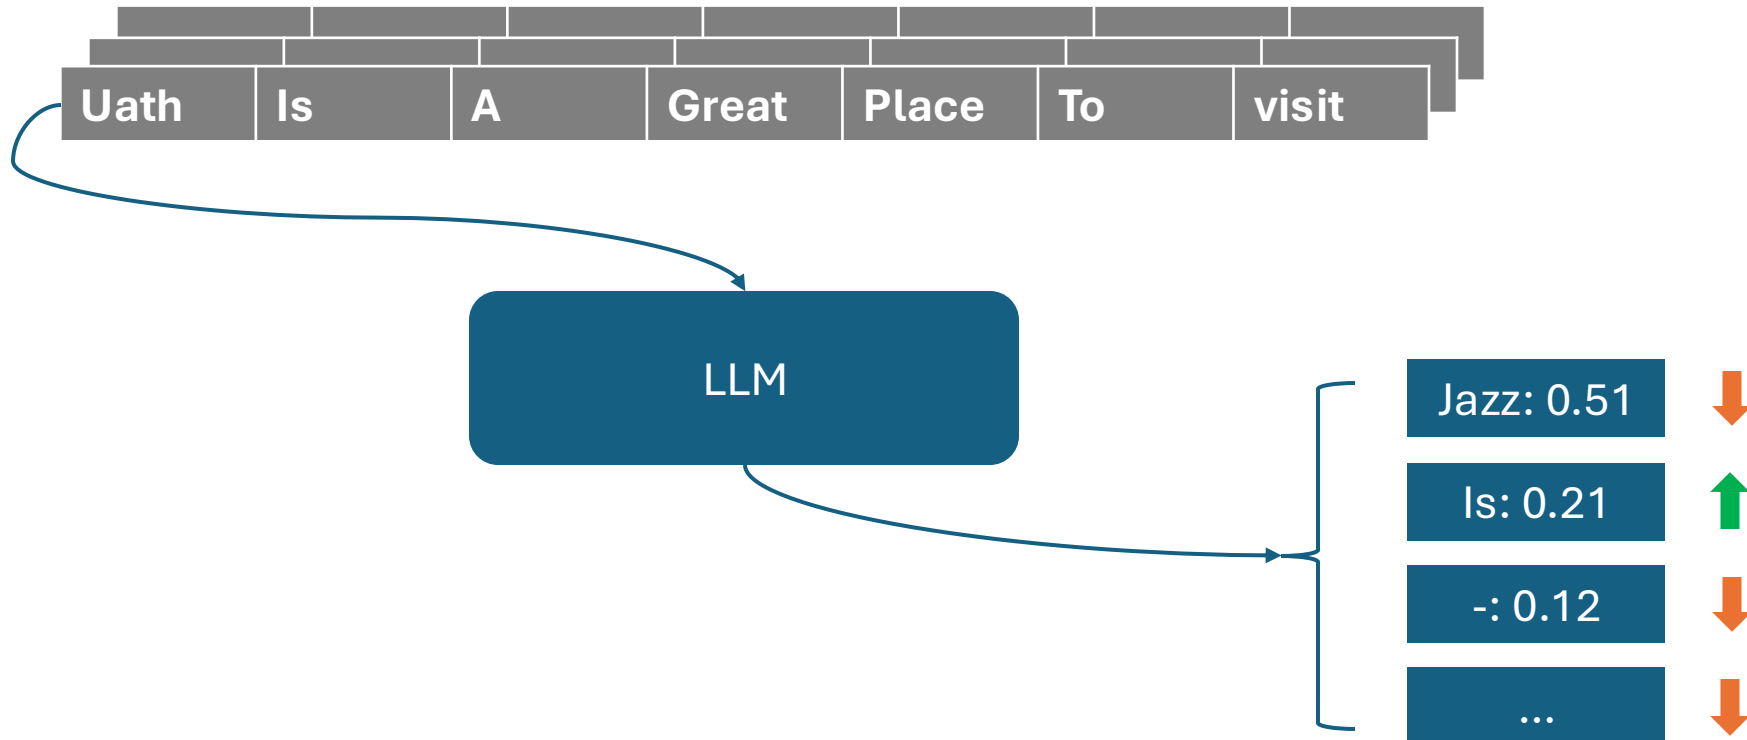 Uath Is A Great Place To visit
LLM
Jazz: 0.51
Is: 0.21
-: 0.12
...